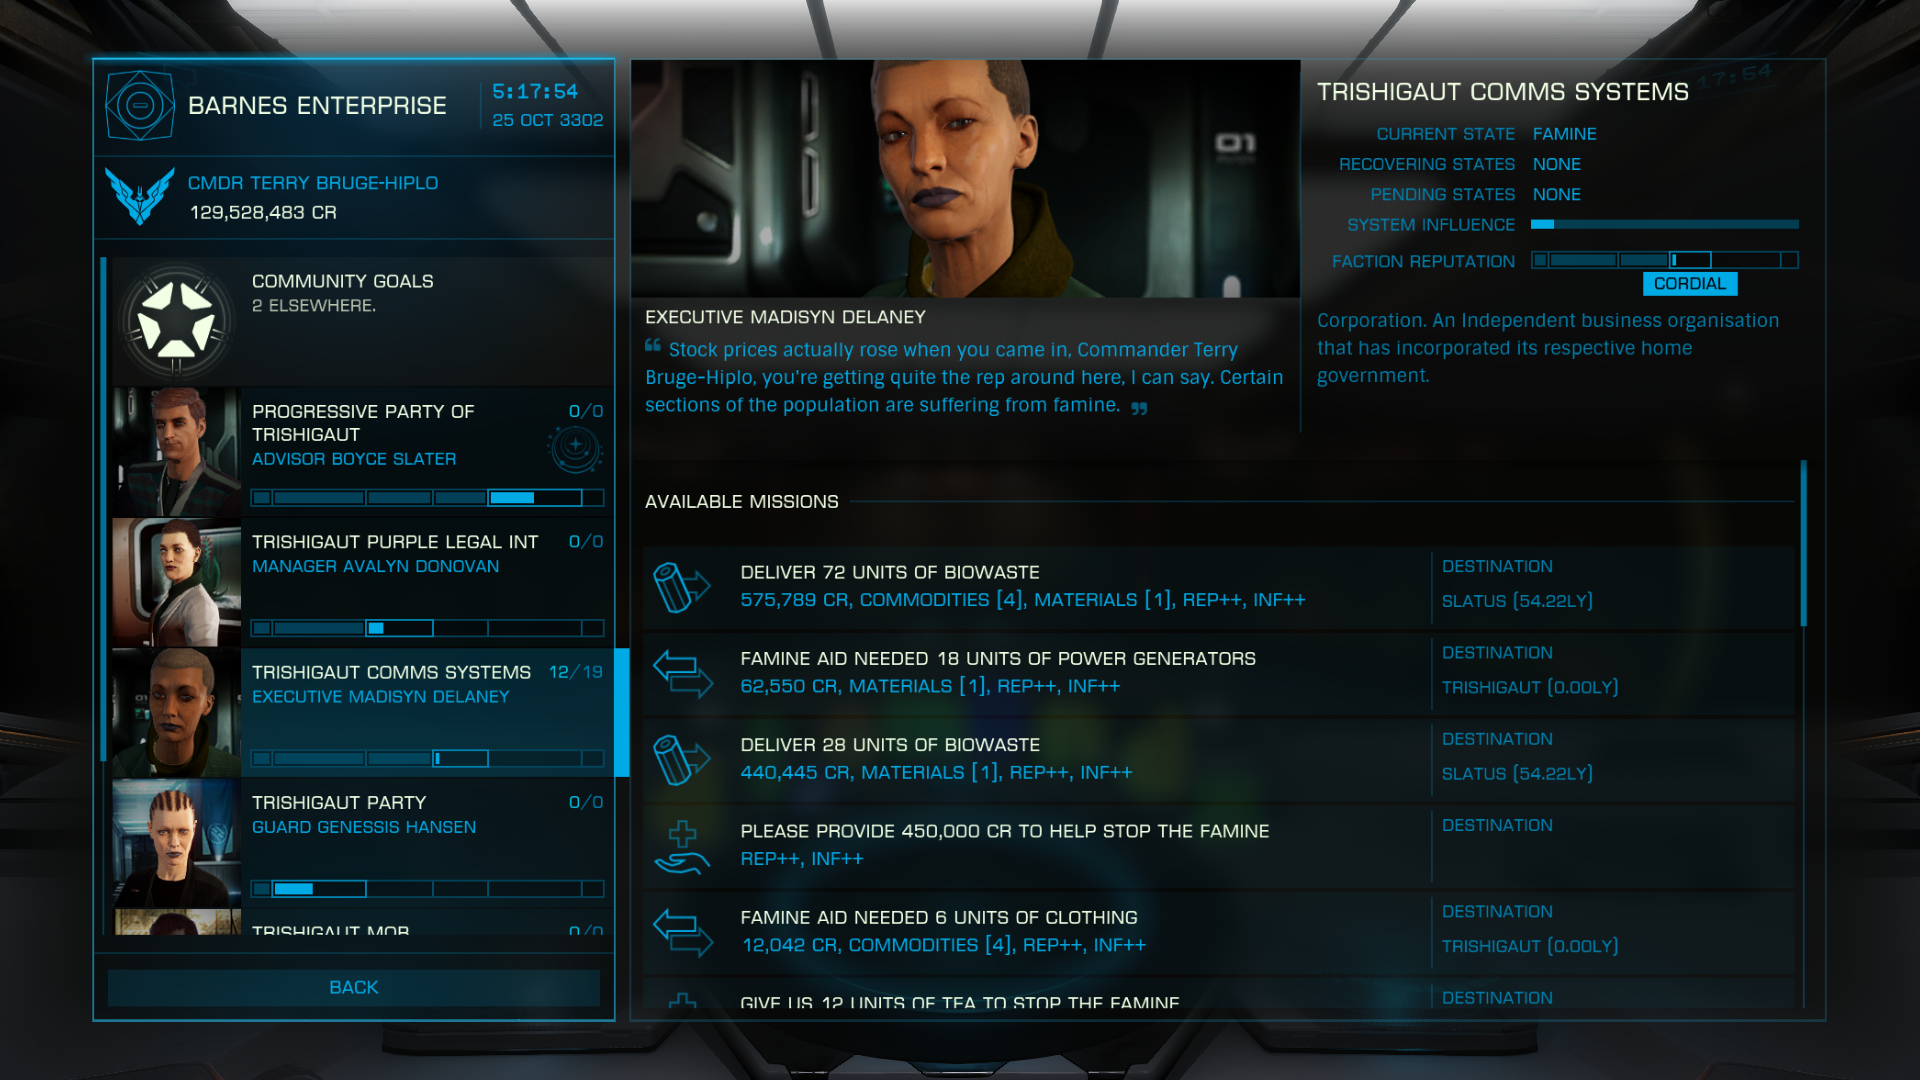 BARNES ENTERPRISE
5:17:54
25 OCT 3302
CMDR TERRY BRUGE-HIPLO
129,528,483 CR
COMMUNITY GOALS
2 ELSEWHERE.
PROGRESSIVE PARTY OF 0/0
TRISHIGAUT
ADVISOR BOYCE SLATER
TRISHIGAUT PURPLE LEGAL INT 0/0
MANAGER AVALYN DONOVAN
TRISHIGAUT COMMS SYSTEMS 12/19
EXECUTIVE MADISYN DELANEY
TRISHIGAUT PARTY 0/0
GUARD GENESSIS HANSEN
TRISHIGAUT MOB 0/0
BACK
01
EXECUTIVE MADISYN DELANEY
“ Stock prices actually rose when you came in, Commander Terry
Bruge-Hiplo, you're getting quite the rep around here, I can say. Certain
sections of the population are suffering from famine. ”
TRISHIGAUT COMMS SYSTEMS
17:54
CURRENT STATE FAMINE
RECOVERING STATES NONE
PENDING STATES NONE
SYSTEM INFLUENCE
FACTION REPUTATION
CORDIAL
Corporation. An Independent business organisation
that has incorporated its respective home
government.
AVAILABLE MISSIONS
DELIVER 72 UNITS OF BIOWASTE
575,789 CR, COMMODITIES [4], MATERIALS [1], REP++, INF++
DESTINATION
SLATUS (54.22LY)
FAMINE AID NEEDED 18 UNITS OF POWER GENERATORS
62,550 CR, MATERIALS [1], REP++, INF++
DESTINATION
TRISHIGAUT (0.00LY)
DELIVER 28 UNITS OF BIOWASTE
440,445 CR, MATERIALS [1], REP++, INF++
DESTINATION
SLATUS (54.22LY)
PLEASE PROVIDE 450,000 CR TO HELP STOP THE FAMINE
REP++, INF++
DESTINATION
FAMINE AID NEEDED 6 UNITS OF CLOTHING
12,042 CR, COMMODITIES [4], REP++, INF++
DESTINATION
TRISHIGAUT (0.00LY)
GIVE US 12 UNITS OF TEA TO STOP THE FAMINE
DESTINATION